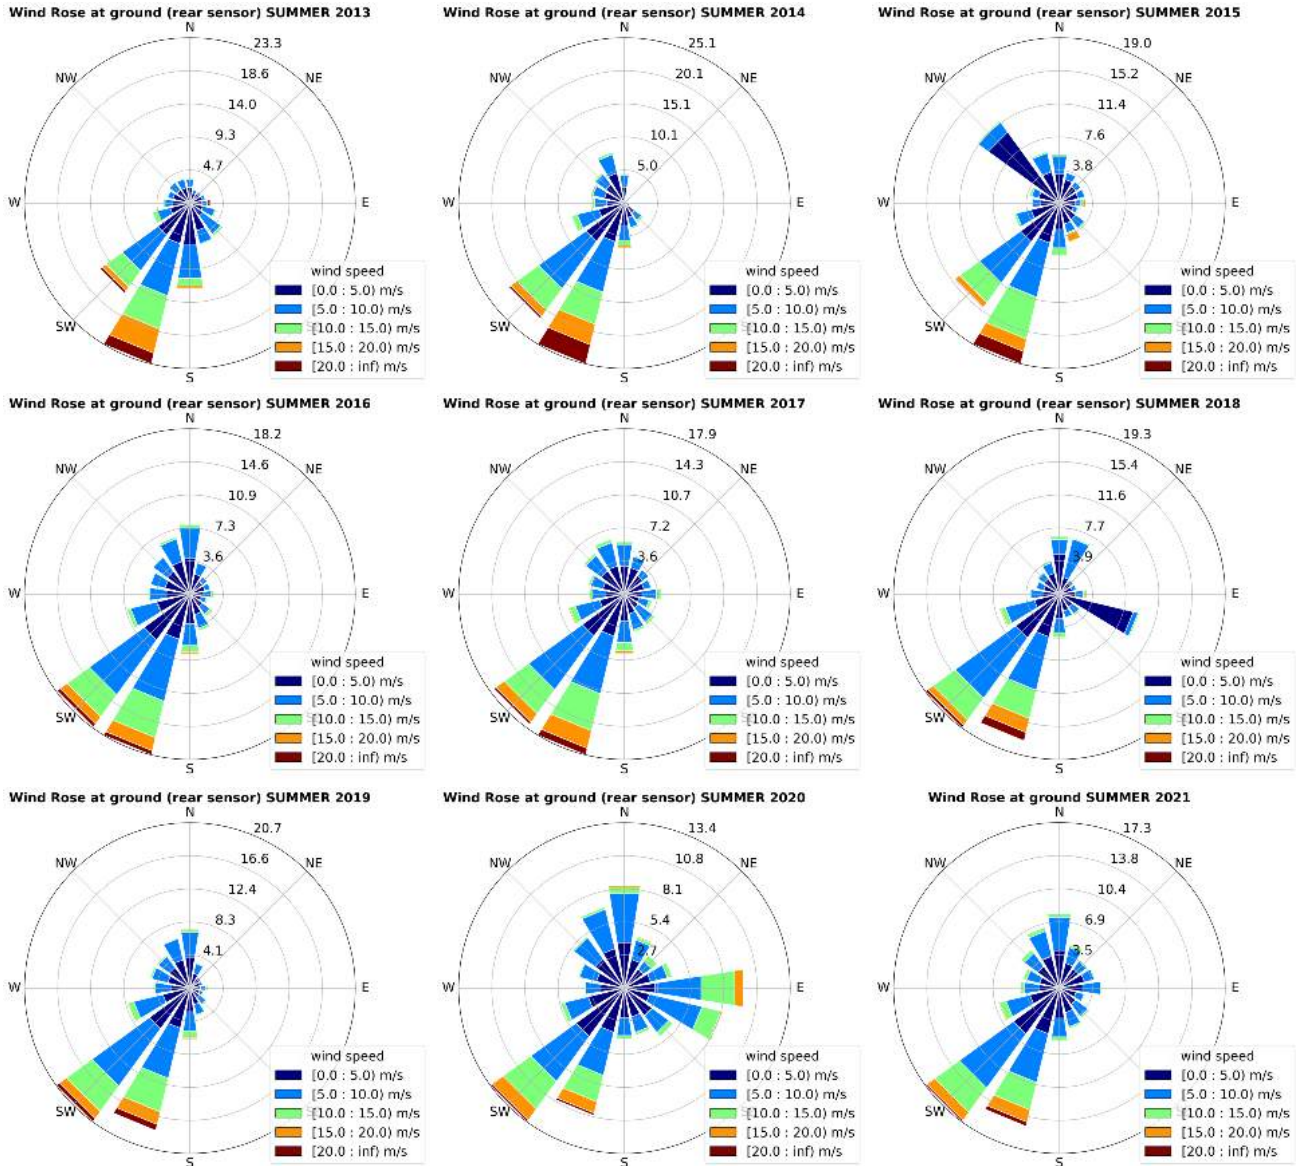 Wind Rose at ground (rear sensor) SUMMER 2013
N
23.3
18.6
14.0
9.3
4.7
NW
NE
W
E
SW
S
wind speed
[0.0 : 5.0) m/s
[5.0 : 10.0) m/s
[10.0 : 15.0) m/s
[15.0 : 20.0) m/s
[20.0 : inf) m/s
Wind Rose at ground (rear sensor) SUMMER 2014
N
25.1
20.1
15.1
10.1
5.0
NW
NE
W
E
SW
S
wind speed
[0.0 : 5.0) m/s
[5.0 : 10.0) m/s
[10.0 : 15.0) m/s
[15.0 : 20.0) m/s
[20.0 : inf) m/s
Wind Rose at ground (rear sensor) SUMMER 2015
N
19.0
15.2
11.4
7.6
3.8
NW
NE
W
E
SW
S
wind speed
[0.0 : 5.0) m/s
[5.0 : 10.0) m/s
[10.0 : 15.0) m/s
[15.0 : 20.0) m/s
[20.0 : inf) m/s
Wind Rose at ground (rear sensor) SUMMER 2016
N
18.2
14.6
10.9
7.3
3.6
NW
NE
W
E
SW
S
wind speed
[0.0 : 5.0) m/s
[5.0 : 10.0) m/s
[10.0 : 15.0) m/s
[15.0 : 20.0) m/s
[20.0 : inf) m/s
Wind Rose at ground (rear sensor) SUMMER 2017
N
17.9
14.3
10.7
7.2
3.6
NW
NE
W
E
SW
S
wind speed
[0.0 : 5.0) m/s
[5.0 : 10.0) m/s
[10.0 : 15.0) m/s
[15.0 : 20.0) m/s
[20.0 : inf) m/s
Wind Rose at ground (rear sensor) SUMMER 2018
N
19.3
15.4
11.6
7.7
3.9
NW
NE
W
E
SW
S
wind speed
[0.0 : 5.0) m/s
[5.0 : 10.0) m/s
[10.0 : 15.0) m/s
[15.0 : 20.0) m/s
[20.0 : inf) m/s
Wind Rose at ground (rear sensor) SUMMER 2019
N
20.7
16.6
12.4
8.3
4.1
NW
NE
W
E
SW
S
wind speed
[0.0 : 5.0) m/s
[5.0 : 10.0) m/s
[10.0 : 15.0) m/s
[15.0 : 20.0) m/s
[20.0 : inf) m/s
Wind Rose at ground (rear sensor) SUMMER 2020
N
13.4
10.8
8.1
5.4
2.7
NW
NE
W
E
SW
S
wind speed
[0.0 : 5.0) m/s
[5.0 : 10.0) m/s
[10.0 : 15.0) m/s
[15.0 : 20.0) m/s
[20.0 : inf) m/s
Wind Rose at ground SUMMER 2021
N
17.3
13.8
10.4
6.9
3.5
NW
NE
W
E
SW
S
wind speed
[0.0 : 5.0) m/s
[5.0 : 10.0) m/s
[10.0 : 15.0) m/s
[15.0 : 20.0) m/s
[20.0 : inf) m/s